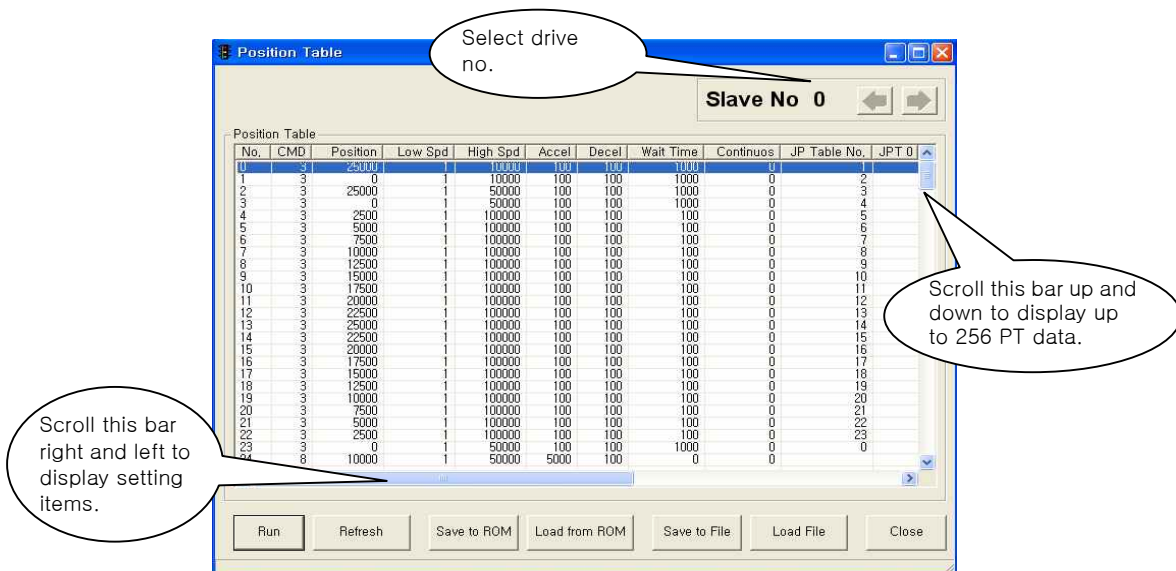 Select drive
no.
Position Table
Slave No 0
Position Table
No. CMD Position Low Spd High Spd Accel Decel Wait Time Continuos JP Table No. JPT 0
0 3 25000 1 10000 100 100 1000 0 1
1 3 0 1 10000 100 100 1000 0 2
2 3 25000 1 50000 100 100 1000 0 3
3 3 0 1 50000 100 100 1000 0 4
4 3 2500 1 100000 100 100 100 0 5
5 3 5000 1 100000 100 100 100 0 6
6 3 7500 1 100000 100 100 100 0 7
7 3 10000 1 100000 100 100 100 0 8
8 3 12500 1 100000 100 100 100 0 9
9 3 15000 1 100000 100 100 100 0 10
10 3 17500 1 100000 100 100 100 0 11
11 3 20000 1 100000 100 100 100 0 12
12 3 22500 1 100000 100 100 100 0 13
13 3 25000 1 100000 100 100 100 0 14
14 3 22500 1 100000 100 100 100 0 15
15 3 20000 1 100000 100 100 100 0 16
16 3 17500 1 100000 100 100 100 0 17
17 3 15000 1 100000 100 100 100 0 18
18 3 12500 1 100000 100 100 100 0 19
19 3 10000 1 100000 100 100 100 0 20
20 3 7500 1 100000 100 100 100 0 21
21 3 5000 1 100000 100 100 100 0 22
22 3 2500 1 100000 100 100 100 0 23
23 3 0 1 50000 100 100 1000 0 0
24 8 10000 1 50000 5000 100 0 0
Scroll this bar up and
down to display up
to 256 PT data.
Scroll this bar
right and left to
display setting
items.
Run Refresh Save to ROM Load from ROM Save to File Load File Close